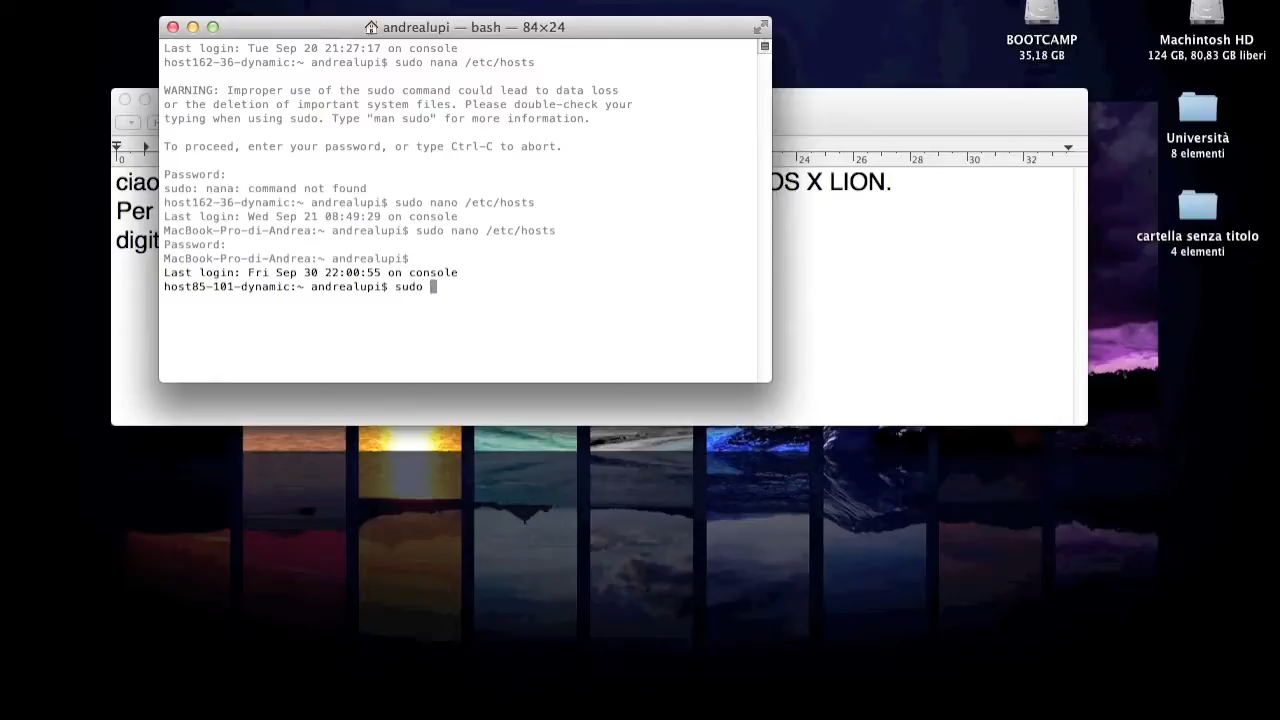 andrealupi — bash — 84×24
Last login: Tue Sep 20 21:27:17 on console
host162-36-dynamic:~ andrealupi$ sudo nana /etc/hosts
WARNING: Improper use of the sudo command could lead to data loss
or the deletion of important system files. Please double-check your
typing when using sudo. Type "man sudo" for more information.
To proceed, enter your password, or type Ctrl-C to abort.
Password:
sudo: nana: command not found
host162-36-dynamic:~ andrealupi$ sudo nano /etc/hosts
Last login: Wed Sep 21 08:49:29 on console
MacBook-Pro-di-Andrea:~ andrealupi$ sudo nano /etc/hosts
Password:
MacBook-Pro-di-Andrea:~ andrealupi$
Last login: Fri Sep 30 22:00:55 on console
host85-101-dynamic:~ andrealupi$ sudo
0
24 26 28 30 32
ciao
OS X LION.
Per
digit
BOOTCAMP
35,18 GB
Machintosh HD
124 GB, 80,83 GB liberi
Università
8 elementi
cartella senza titolo
4 elementi